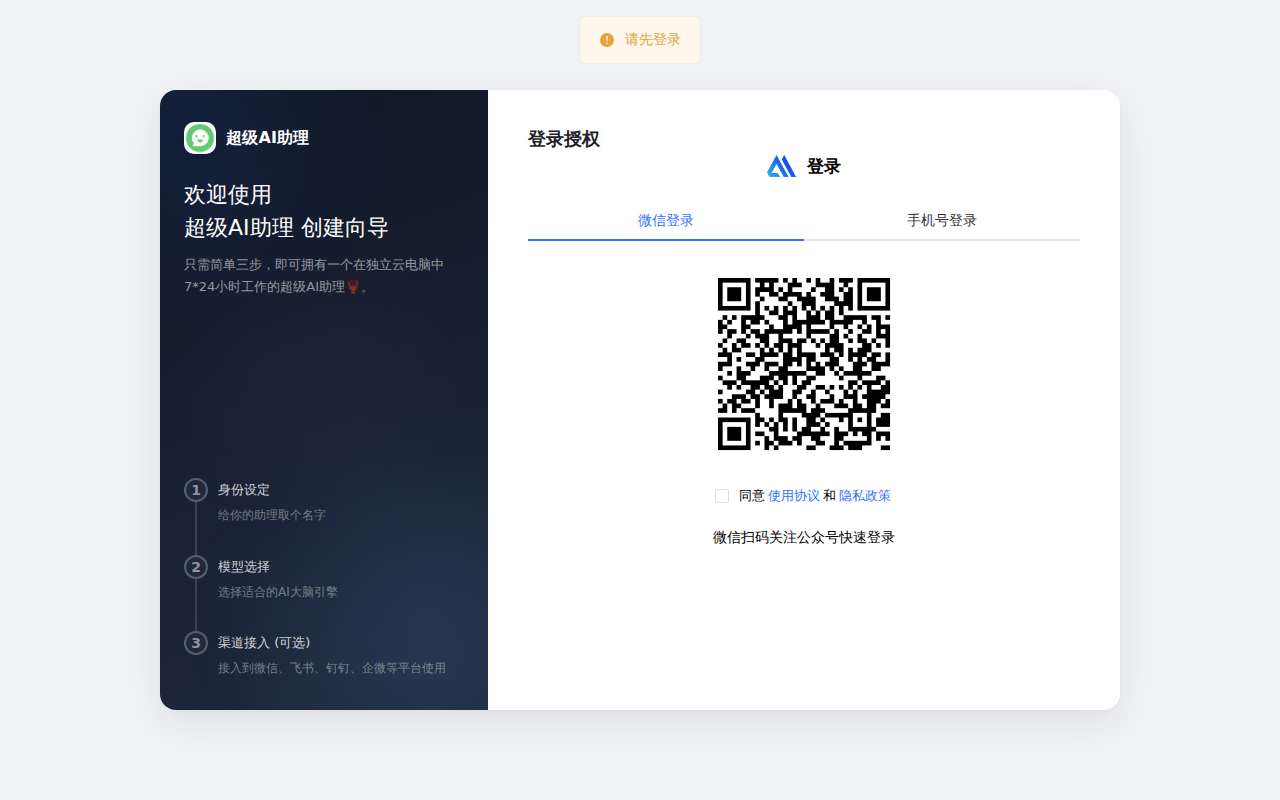 请先登录
超级AI助理
欢迎使用
超级AI助理 创建向导
只需简单三步，即可拥有一个在独立云电脑中
7*24小时工作的超级AI助理🦞。
1 身份设定
给你的助理取个名字
2 模型选择
选择适合的AI大脑引擎
3 渠道接入 (可选)
接入到微信、飞书、钉钉、企微等平台使用
登录授权
登录
微信登录 手机号登录
同意 使用协议 和 隐私政策
微信扫码关注公众号快速登录